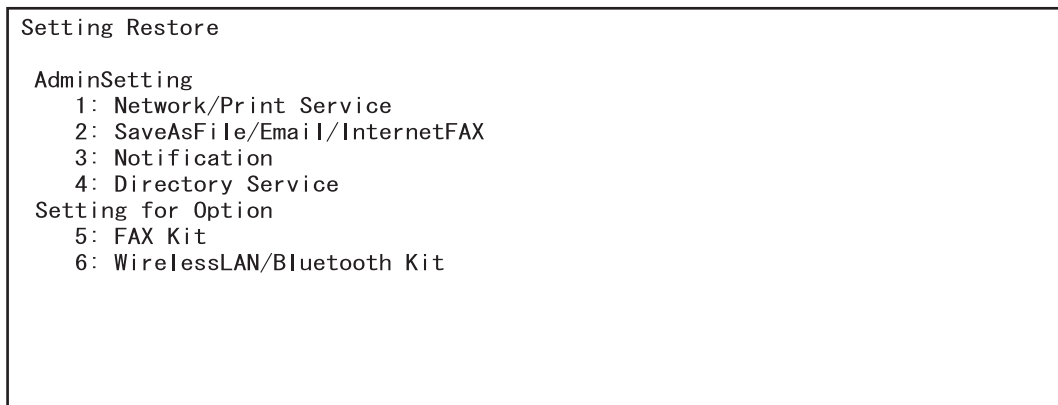 Setting Restore
AdminSetting
1: Network/Print Service
2: SaveAsFile/Email/InternetFAX
3: Notification
4: Directory Service
Setting for Option
5: FAX Kit
6: WirelessLAN/Bluetooth Kit